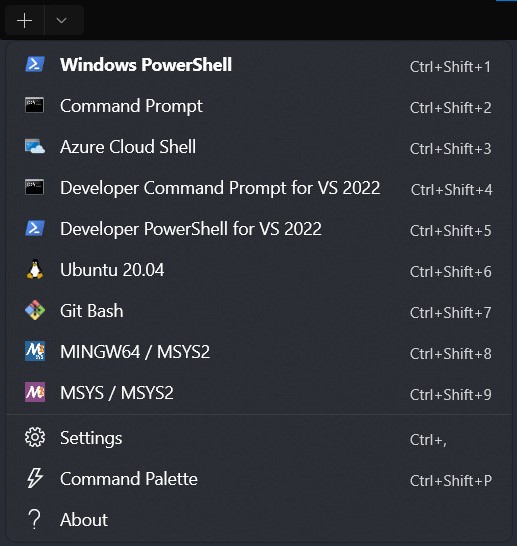 Windows PowerShell Ctrl+Shift+1
Command Prompt Ctrl+Shift+2
Azure Cloud Shell Ctrl+Shift+3
Developer Command Prompt for VS 2022 Ctrl+Shift+4
Developer PowerShell for VS 2022 Ctrl+Shift+5
Ubuntu 20.04 Ctrl+Shift+6
Git Bash Ctrl+Shift+7
MINGW64 / MSYS2 Ctrl+Shift+8
MSYS / MSYS2 Ctrl+Shift+9
Settings Ctrl+,
Command Palette Ctrl+Shift+P
About